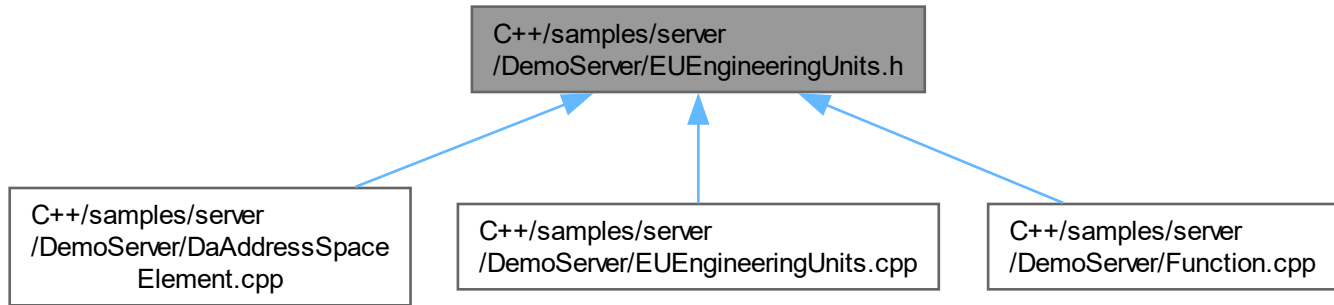 C++/samples/server
/DemoServer/EUEngineeringUnits.h
C++/samples/server
/DemoServer/DaAddressSpace
Element.cpp
C++/samples/server
/DemoServer/EUEngineeringUnits.cpp
C++/samples/server
/DemoServer/Function.cpp